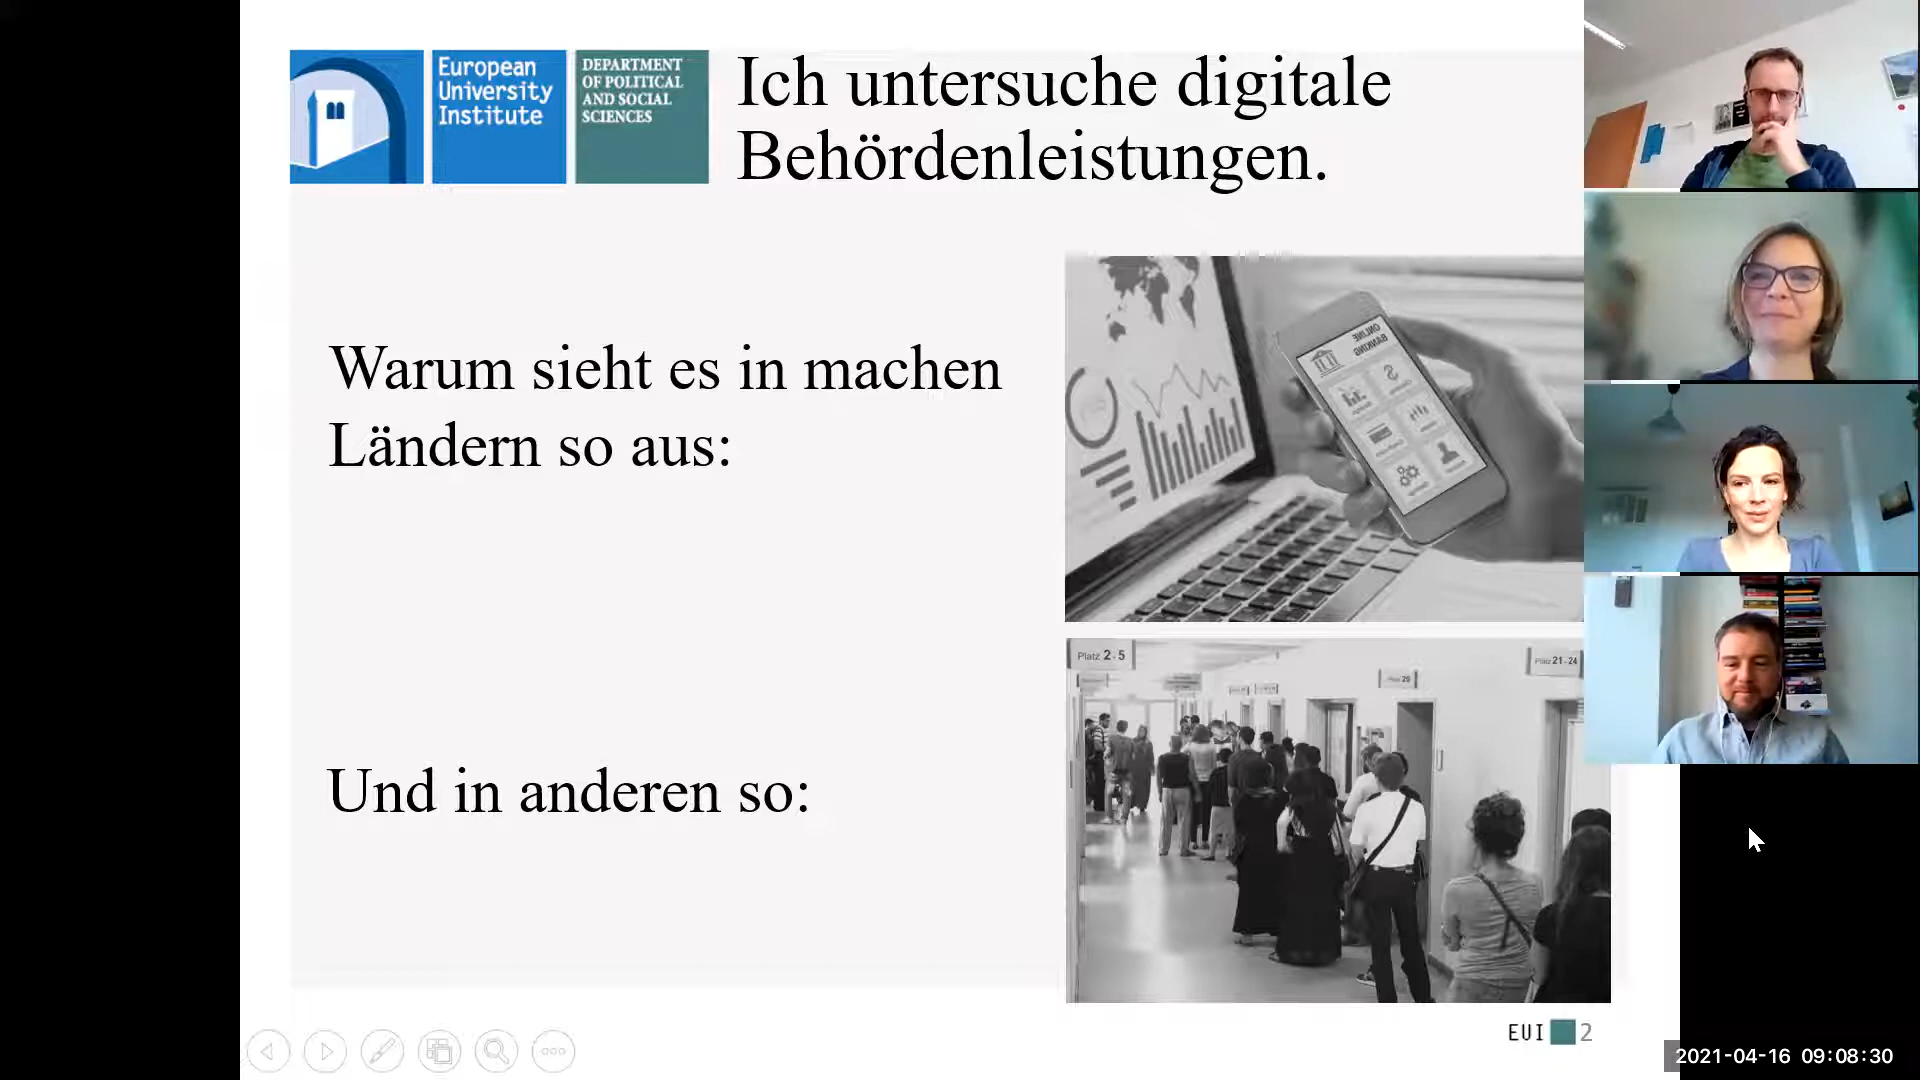 European
University
Institute
DEPARTMENT
OF POLITICAL
AND SOCIAL
SCIENCES
Ich untersuche digitale
Behördenleistungen.
Warum sieht es in machen
Ländern so aus:
ONLINE
BANKING
Und in anderen so:
Platz 2-5
Platz 21-24
EUI 2
2021-04-16 09:08:30